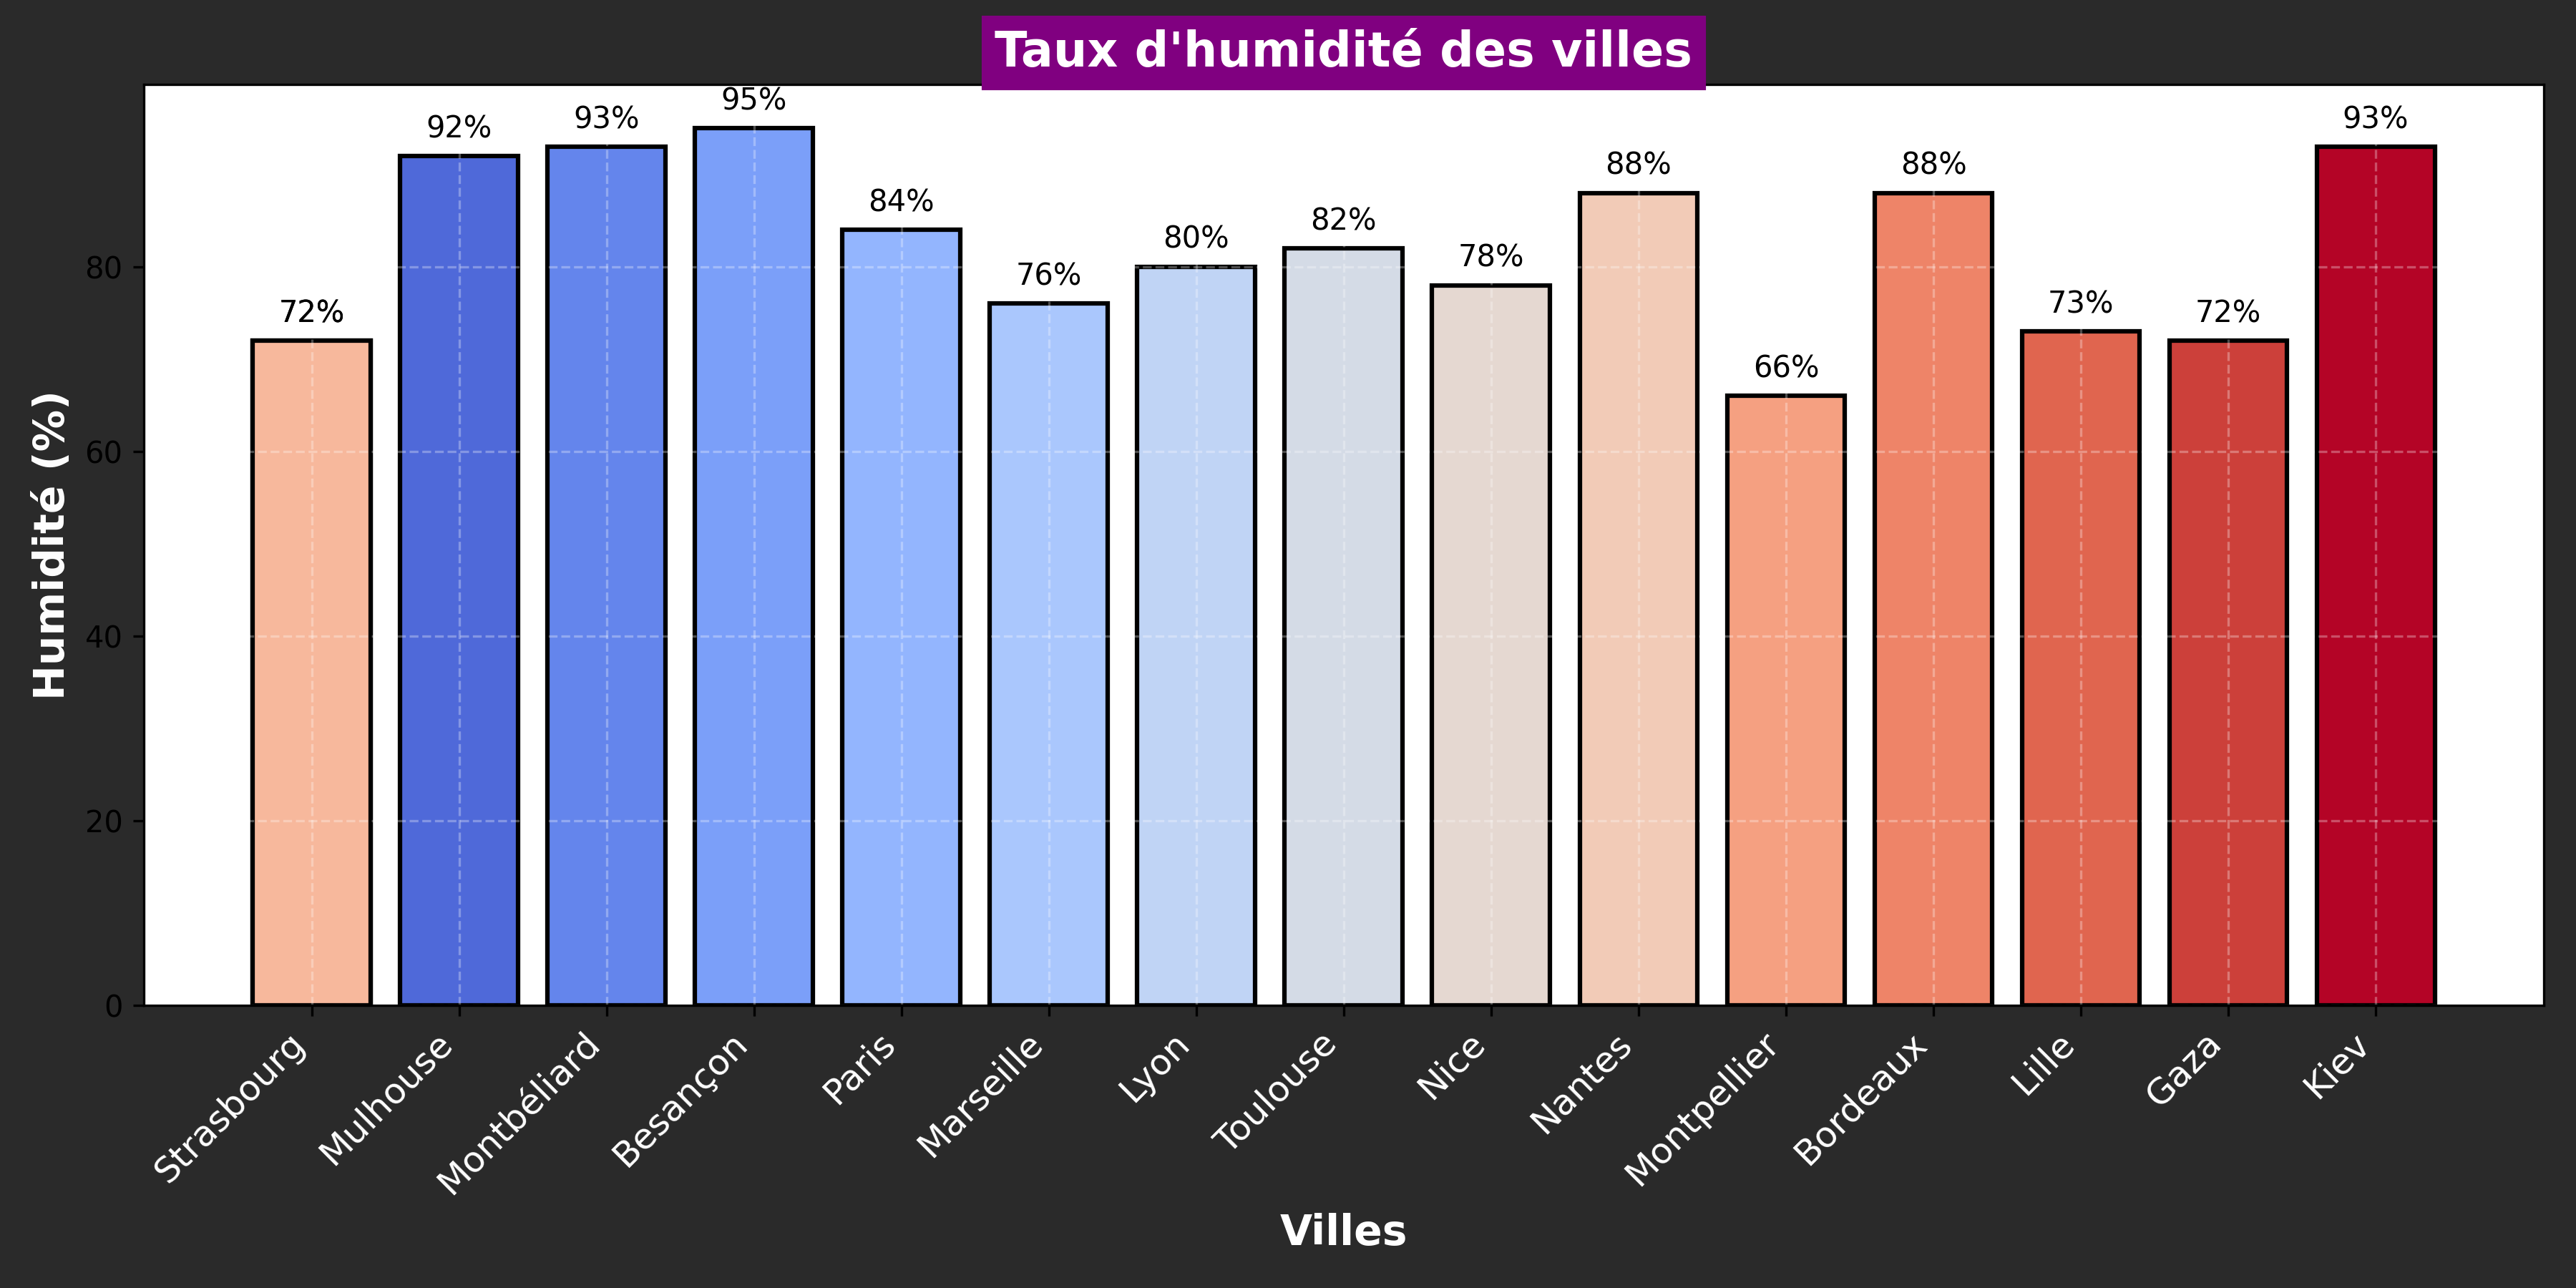 Taux d'humidité des villes
Humidité (%)
80
60
40
20
0
72%
92%
93%
95%
84%
76%
80%
82%
78%
88%
66%
88%
73%
72%
93%
Strasbourg
Mulhouse
Montbéliard
Besançon
Paris
Marseille
Lyon
Toulouse
Nice
Nantes
Montpellier
Bordeaux
Lille
Gaza
Kiev
Villes